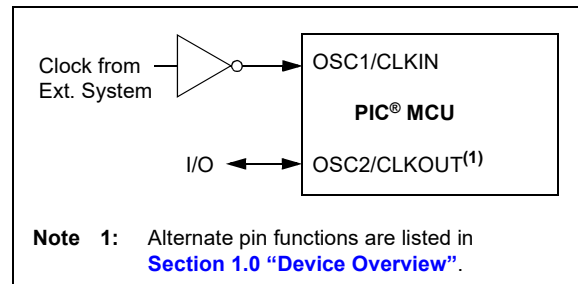 Clock from
Ext. System
OSC1/CLKIN
PIC® MCU
I/O
OSC2/CLKOUT(1)
Note 1: Alternate pin functions are listed in
Section 1.0 “Device Overview”.